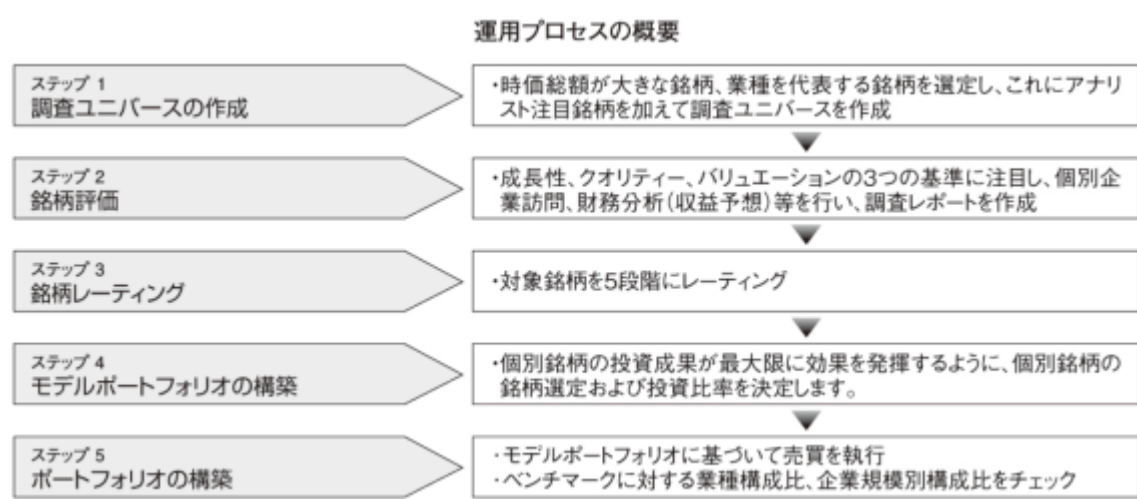 運用プロセスの概要
ステップ 1
調査ユニバースの作成
・時価総額が大きな銘柄、業種を代表する銘柄を選定し、これにアナリ
スト注目銘柄を加えて調査ユニバースを作成
ステップ 2
銘柄評価
・成長性、クオリティー、バリュエーションの3つの基準に注目し、個別企
業訪問、財務分析(収益予想)等を行い、調査レポートを作成
ステップ 3
銘柄レーティング
・対象銘柄を5段階にレーティング
ステップ 4
モデルポートフォリオの構築
・個別銘柄の投資成果が最大限に効果を発揮するように、個別銘柄の
銘柄選定および投資比率を決定します。
ステップ 5
ポートフォリオの構築
・モデルポートフォリオに基づいて売買を執行
・ベンチマークに対する業種構成比、企業規模別構成比をチェック